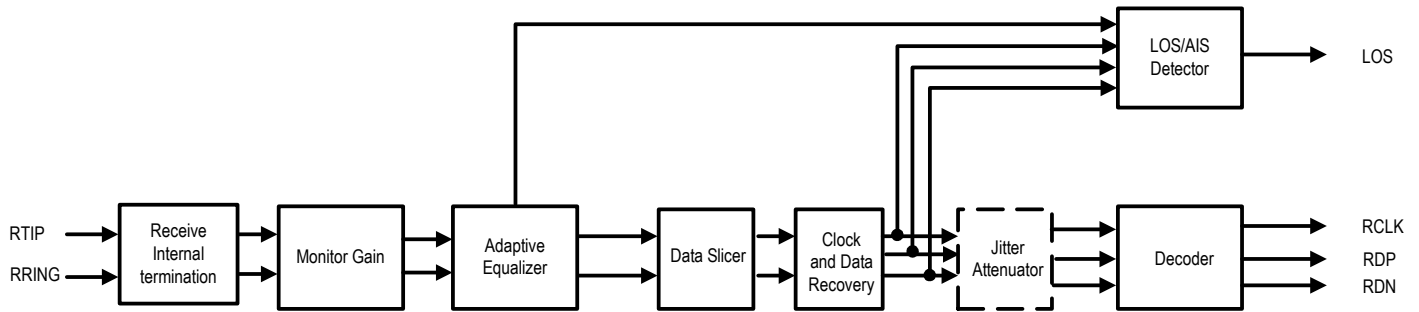 LOS/AIS
Detector
LOS
RTIP
RRING
Receive
Internal
termination
Monitor Gain
Adaptive
Equalizer
Data Slicer
Clock
and Data
Recovery
Jitter
Attenuator
Decoder
RCLK
RDP
RDN